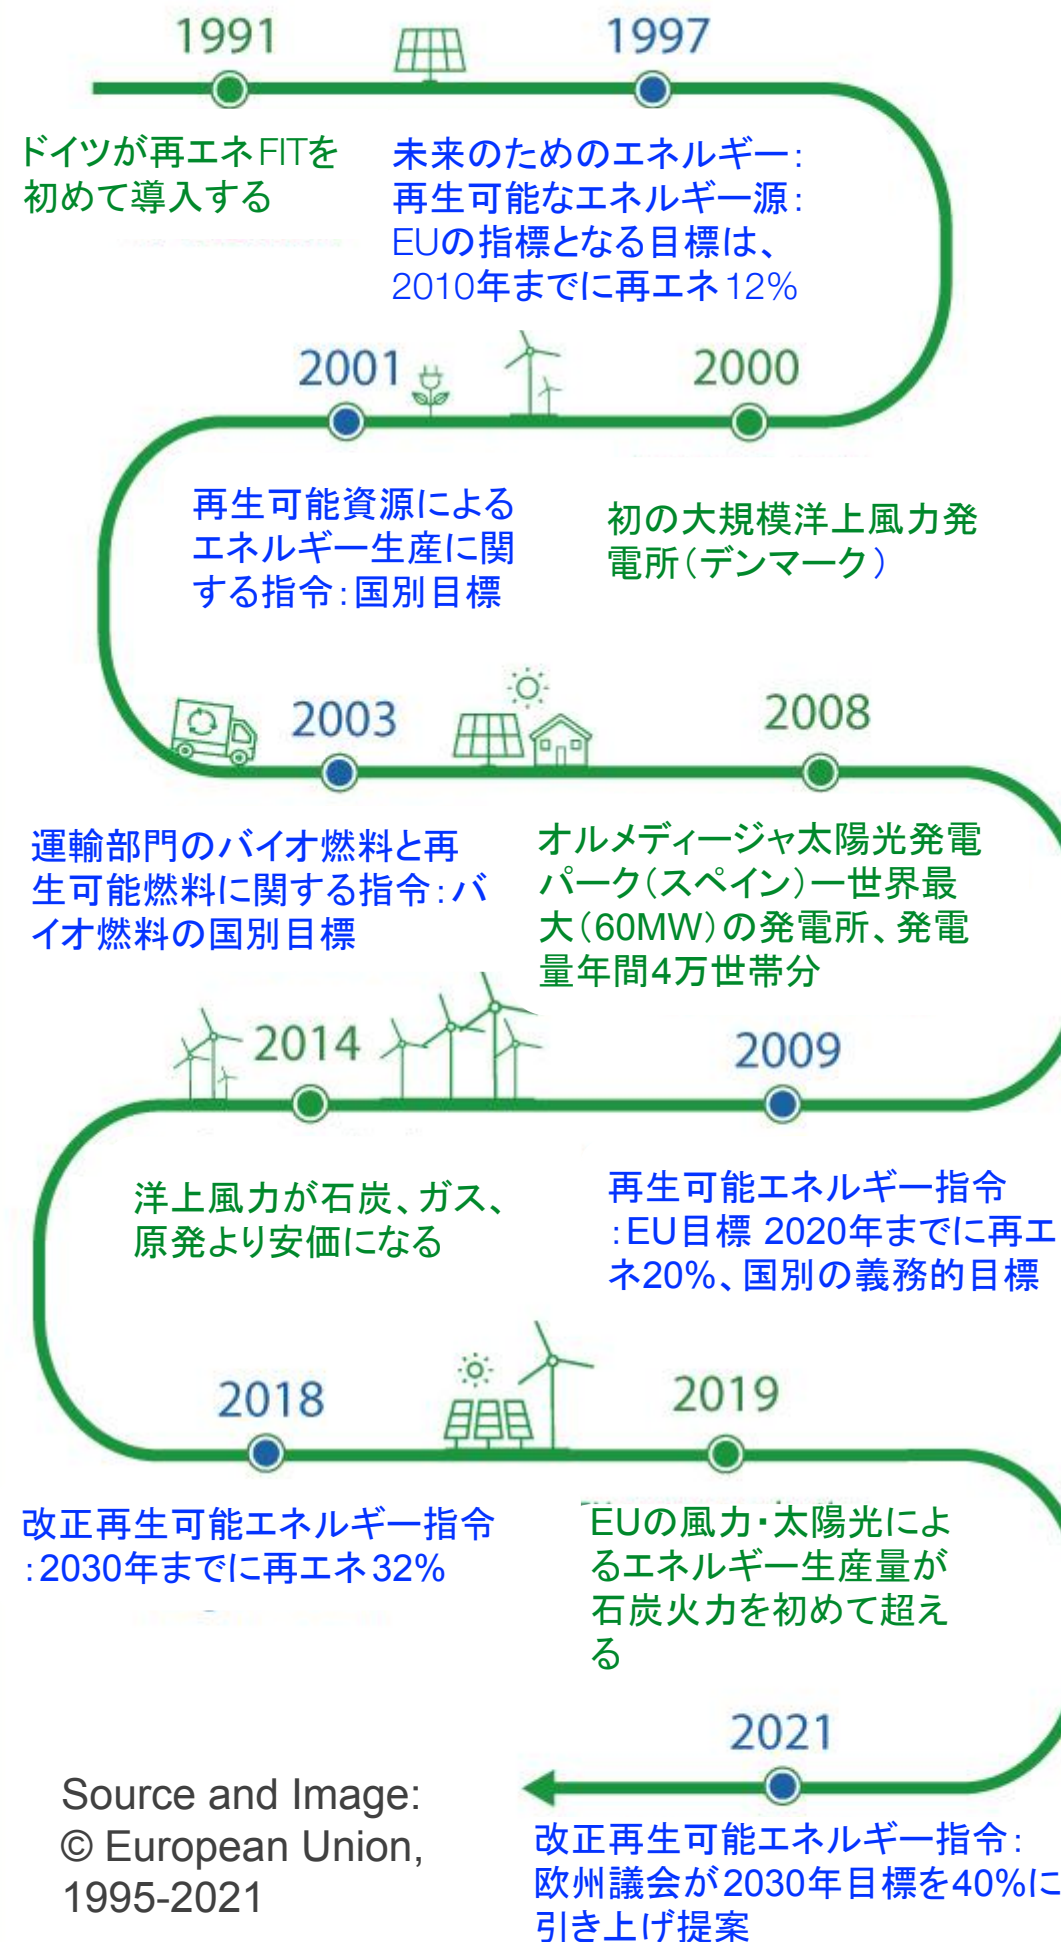 1991
1997
ドイツが再エネFITを
初めて導入する
未来のためのエネルギー：
再生可能なエネルギー源：
EUの指標となる目標は、
2010年までに再エネ12%
2001
2000
再生可能資源による
エネルギー生産に関
する指令：国別目標
初の大規模洋上風力発
電所（デンマーク）
2003
2008
運輸部門のバイオ燃料と再
生可能燃料に関する指令：バ
イオ燃料の国別目標
オルメディージャ太陽光発電
パーク（スペイン）ー世界最
大（60MW）の発電所、発電
量年間4万世帯分
2014
2009
洋上風力が石炭、ガス、
原発より安価になる
再生可能エネルギー指令
：EU目標 2020年までに再エ
ネ20%、国別の義務的目標
2018
2019
改正再生可能エネルギー指令
：2030年までに再エネ32%
EUの風力・太陽光によ
るエネルギー生産量が
石炭火力を初めて超え
る
2021
改正再生可能エネルギー指令：
欧州議会が2030年目標を40%に
引き上げ提案
Source and Image:
© European Union,
1995-2021